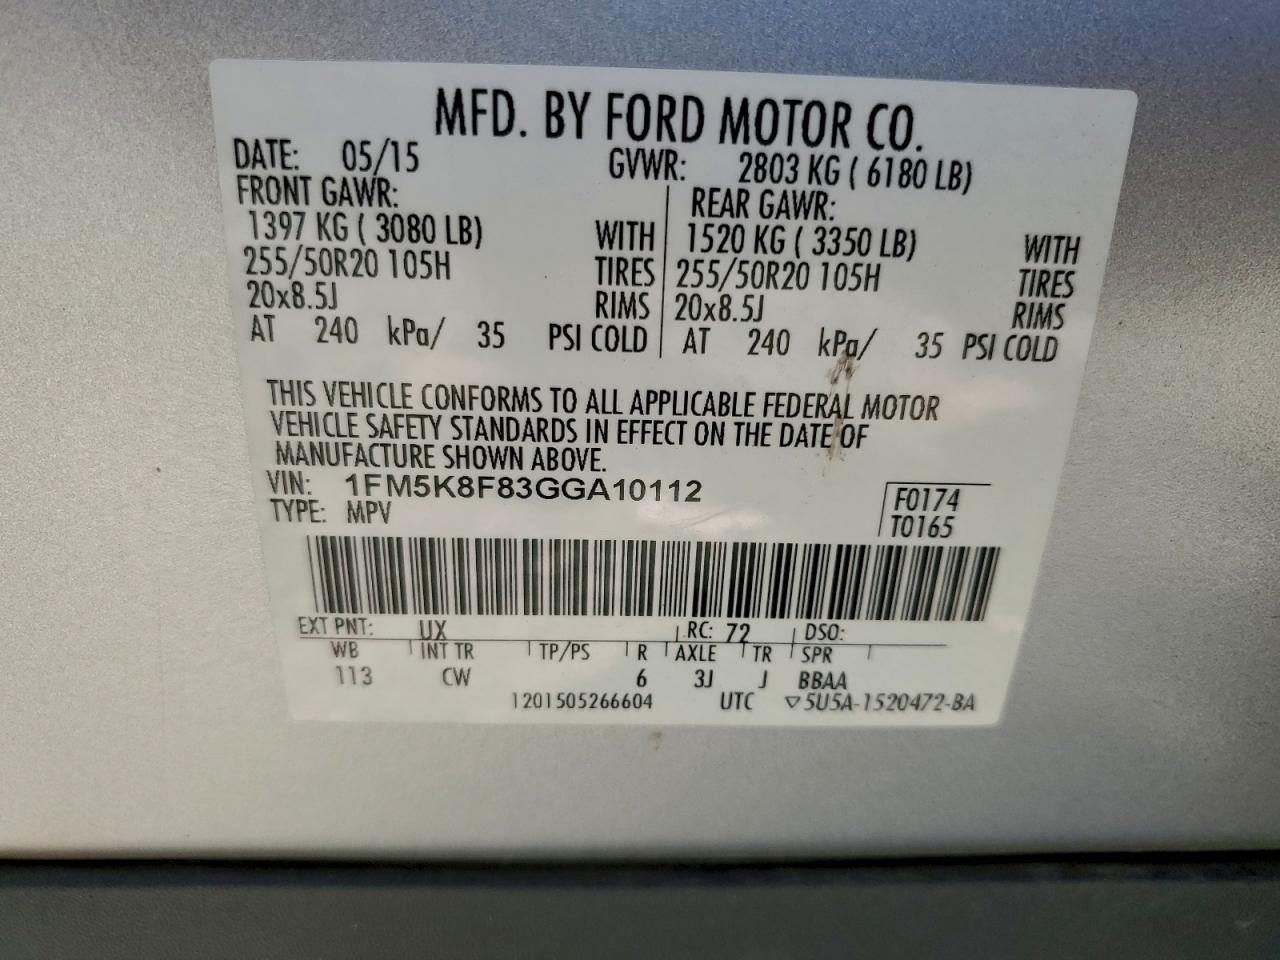 MFD. BY FORD MOTOR CO.
DATE: 05/15 GVWR: 2803 KG ( 6180 LB)
FRONT GAWR: REAR GAWR:
1397 KG ( 3080 LB) WITH 1520 KG ( 3350 LB) WITH
255/50R20 105H TIRES 255/50R20 105H TIRES
20x8.5J RIMS 20x8.5J RIMS
AT 240 kPa/ 35 PSI COLD AT 240 kPa/ 35 PSI COLD
THIS VEHICLE CONFORMS TO ALL APPLICABLE FEDERAL MOTOR
VEHICLE SAFETY STANDARDS IN EFFECT ON THE DATE OF
MANUFACTURE SHOWN ABOVE.
VIN: 1FM5K8F83GGA10112 F0174
TYPE: MPV T0165
EXT PNT: UX RC: 72 DSO:
WB INT TR TP/PS R AXLE TR SPR
113 CW 6 3J J BBAA
1201505266604 UTC ▽5U5A-1520472-BA